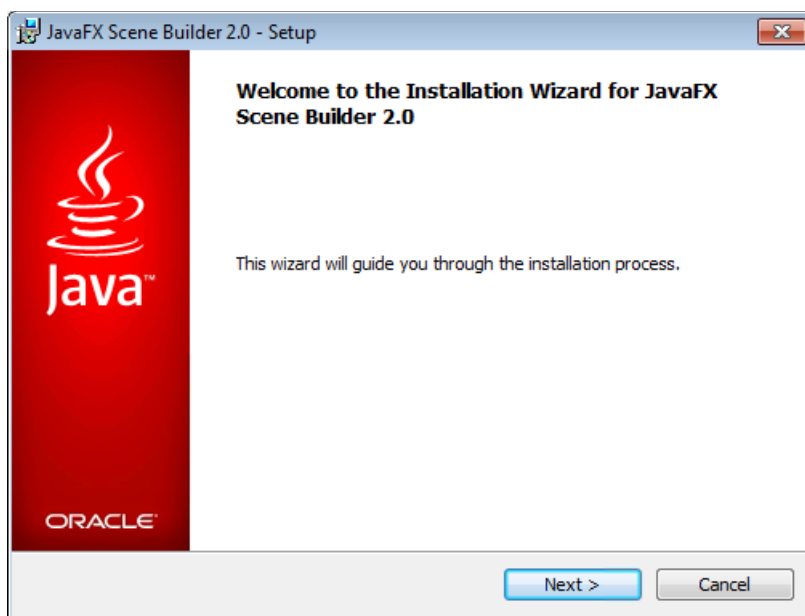 JavaFX Scene Builder 2.0 - Setup
Welcome to the Installation Wizard for JavaFX
Scene Builder 2.0
This wizard will guide you through the installation process.
Java™
ORACLE®
Next >
Cancel